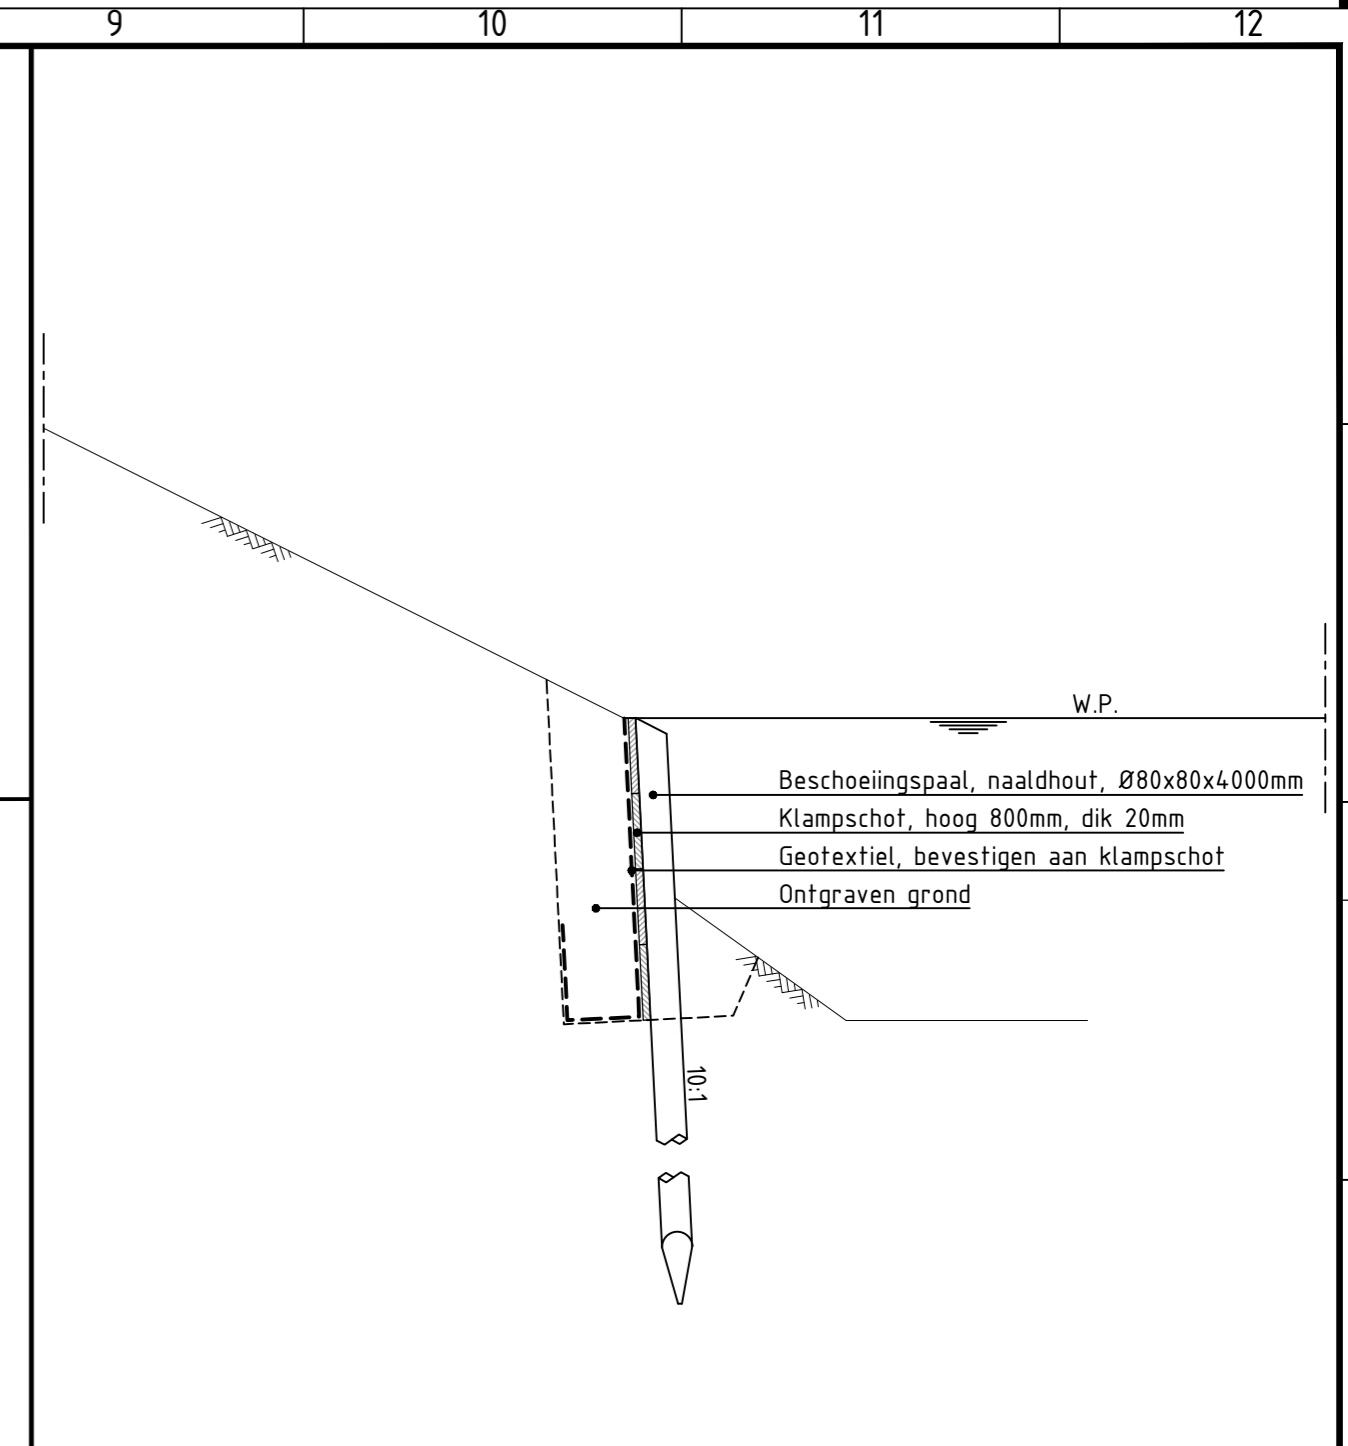 9 10 11 12
W.P.
Beschoeiingspaal, naaldhout, Ø80x80x4000mm
Klampschot, hoog 800mm, dik 20mm
Geotextiel, bevestigen aan klampschot
Ontgraven grond
10:1